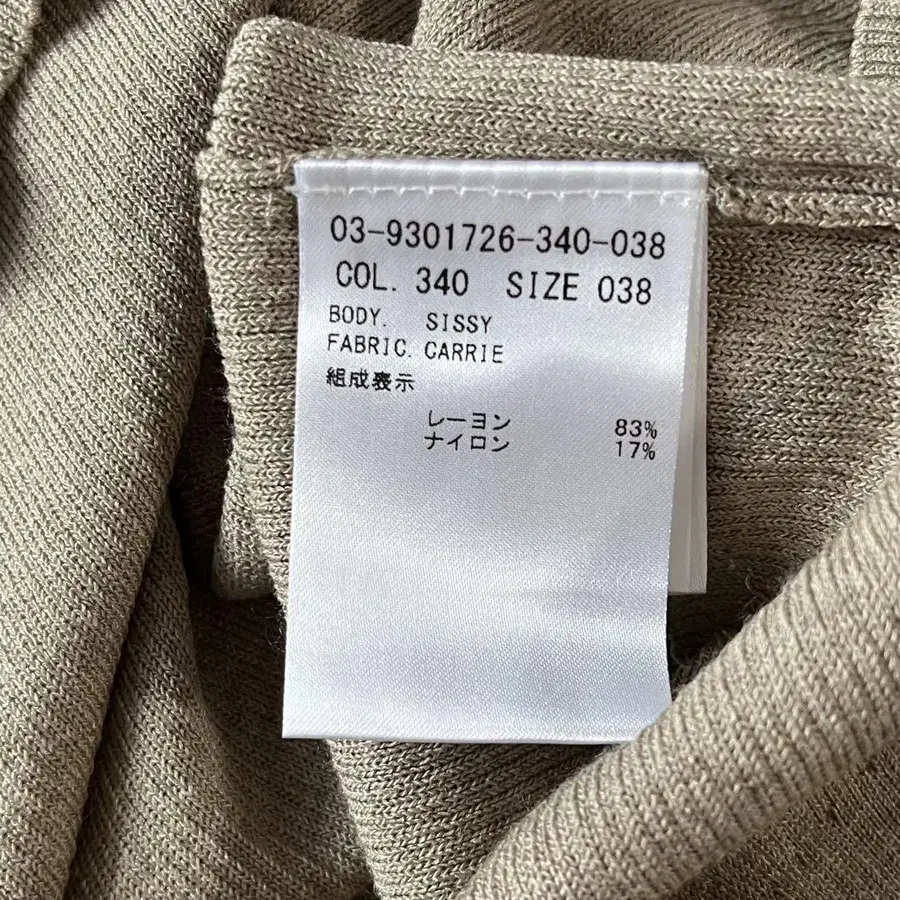 03-9301726-340-038
COL. 340 SIZE 038
BODY. SISSY
FABRIC. CARRIE
組成表示
レーヨン 83%
ナイロン 17%